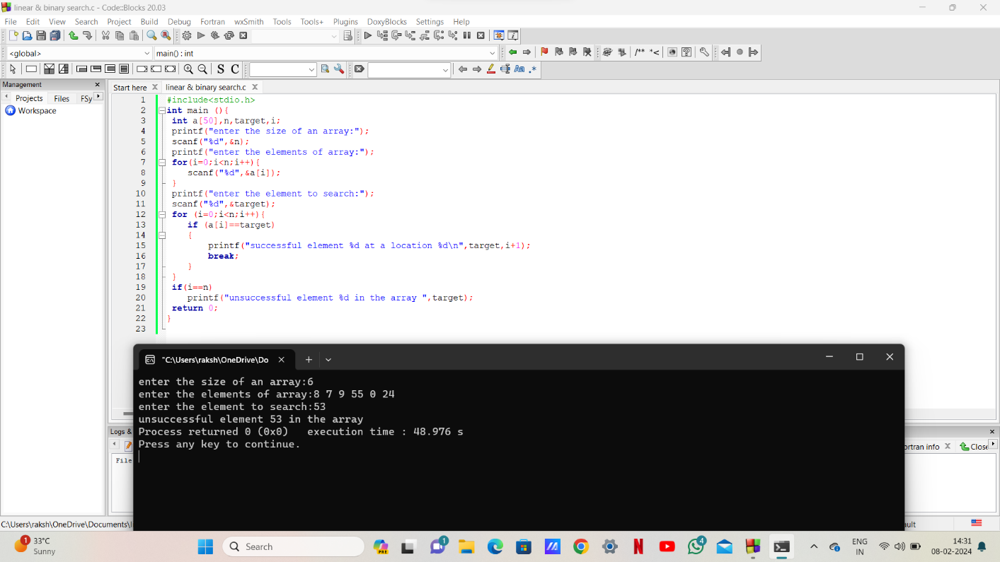 linear & binary search.c - Code::Blocks 20.03
File Edit View Search Project Build Debug Fortran wxSmith Tools Tools+ Plugins DoxyBlocks Settings Help
<global> main() : int
/** *<
S C Aa .*
Management
Projects Files FSy
Workspace
Start here linear & binary search.c
1 #include<stdio.h>
2 int main (){
3 int a[50],n,target,i;
4 printf("enter the size of an array:");
5 scanf("%d",&n);
6 printf("enter the elements of array:");
7 for(i=0;i<n;i++){
8 scanf("%d",&a[i]);
9 }
10 printf("enter the element to search:");
11 scanf("%d",&target);
12 for (i=0;i<n;i++){
13 if (a[i]==target)
14 {
15 printf("successful element %d at a location %d\n",target,i+1);
16 break;
17 }
18 }
19 if(i==n)
20 printf("unsuccessful element %d in the array ",target);
21 return 0;
22 }
23
"C:\Users\raksh\OneDrive\Do
enter the size of an array:6
enter the elements of array:8 7 9 55 0 24
enter the element to search:53
unsuccessful element 53 in the array
Process returned 0 (0x0) execution time : 48.976 s
Press any key to continue.
Logs &
ortran info Close
File
C:\Users\raksh\OneDrive\Documents\l ault
1 33°C
Sunny
Search
PRE
1
4
ENG
IN
14:31
08-02-2024